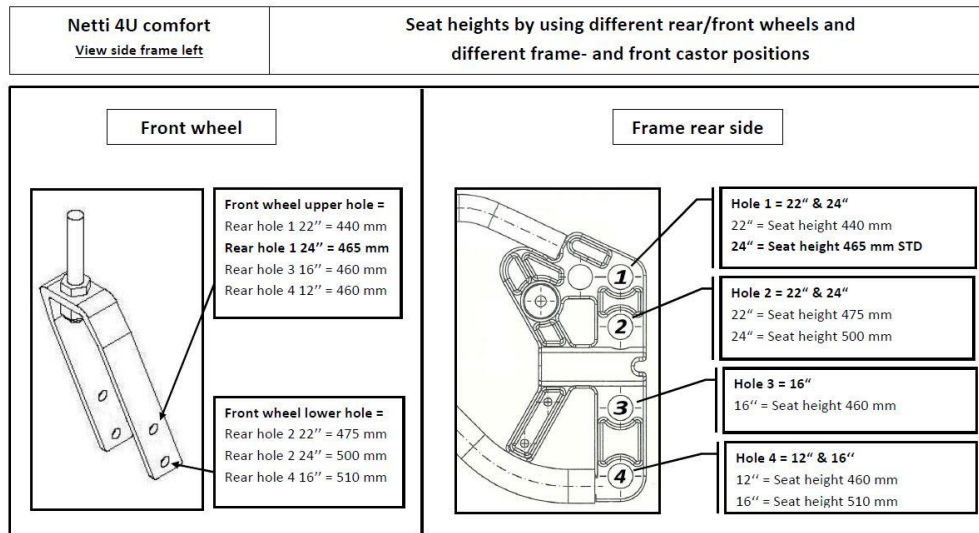 Netti 4U comfort
View side frame left
Seat heights by using different rear/front wheels and
different frame- and front castor positions
Front wheel
Front wheel upper hole =
Rear hole 1 22’’ = 440 mm
Rear hole 1 24’’ = 465 mm
Rear hole 3 16’’ = 460 mm
Rear hole 4 12’’ = 460 mm
Front wheel lower hole =
Rear hole 2 22’’ = 475 mm
Rear hole 2 24’’ = 500 mm
Rear hole 4 16’’ = 510 mm
Frame rear side
1
2
3
4
Hole 1 = 22“ & 24“
22“ = Seat height 440 mm
24“ = Seat height 465 mm STD
Hole 2 = 22“ & 24“
22“ = Seat height 475 mm
24“ = Seat height 500 mm
Hole 3 = 16“
16“ = Seat height 460 mm
Hole 4 = 12“ & 16“
12“ = Seat height 460 mm
16“ = Seat height 510 mm